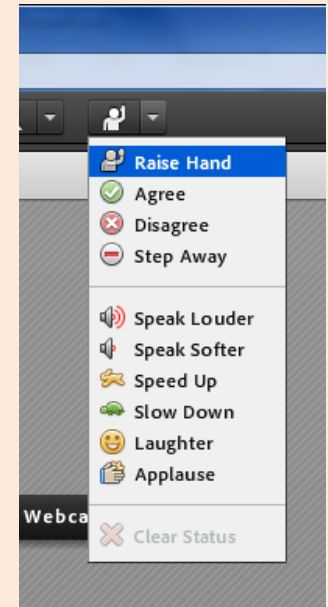 Raise Hand
Agree
Disagree
Step Away
Speak Louder
Speak Softer
Speed Up
Slow Down
Laughter
Applause
Webca
Clear Status